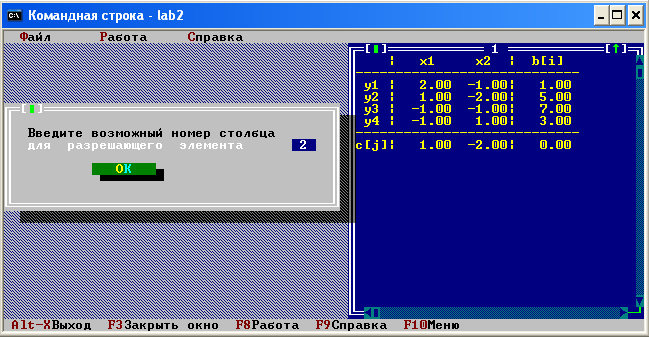 Командная строка - lab2
Файл Работа Справка
1
x1 x2 b[i]
y1 2.00 -1.00 1.00
y2 1.00 -2.00 5.00
y3 -1.00 -1.00 7.00
y4 -1.00 1.00 3.00
c[j] 1.00 -2.00 0.00
Введите возможный номер столбца
для разрешающего элемента 2
OK
Alt-X Выход F3 Закрыть окно F8 Работа F9 Справка F10 Меню